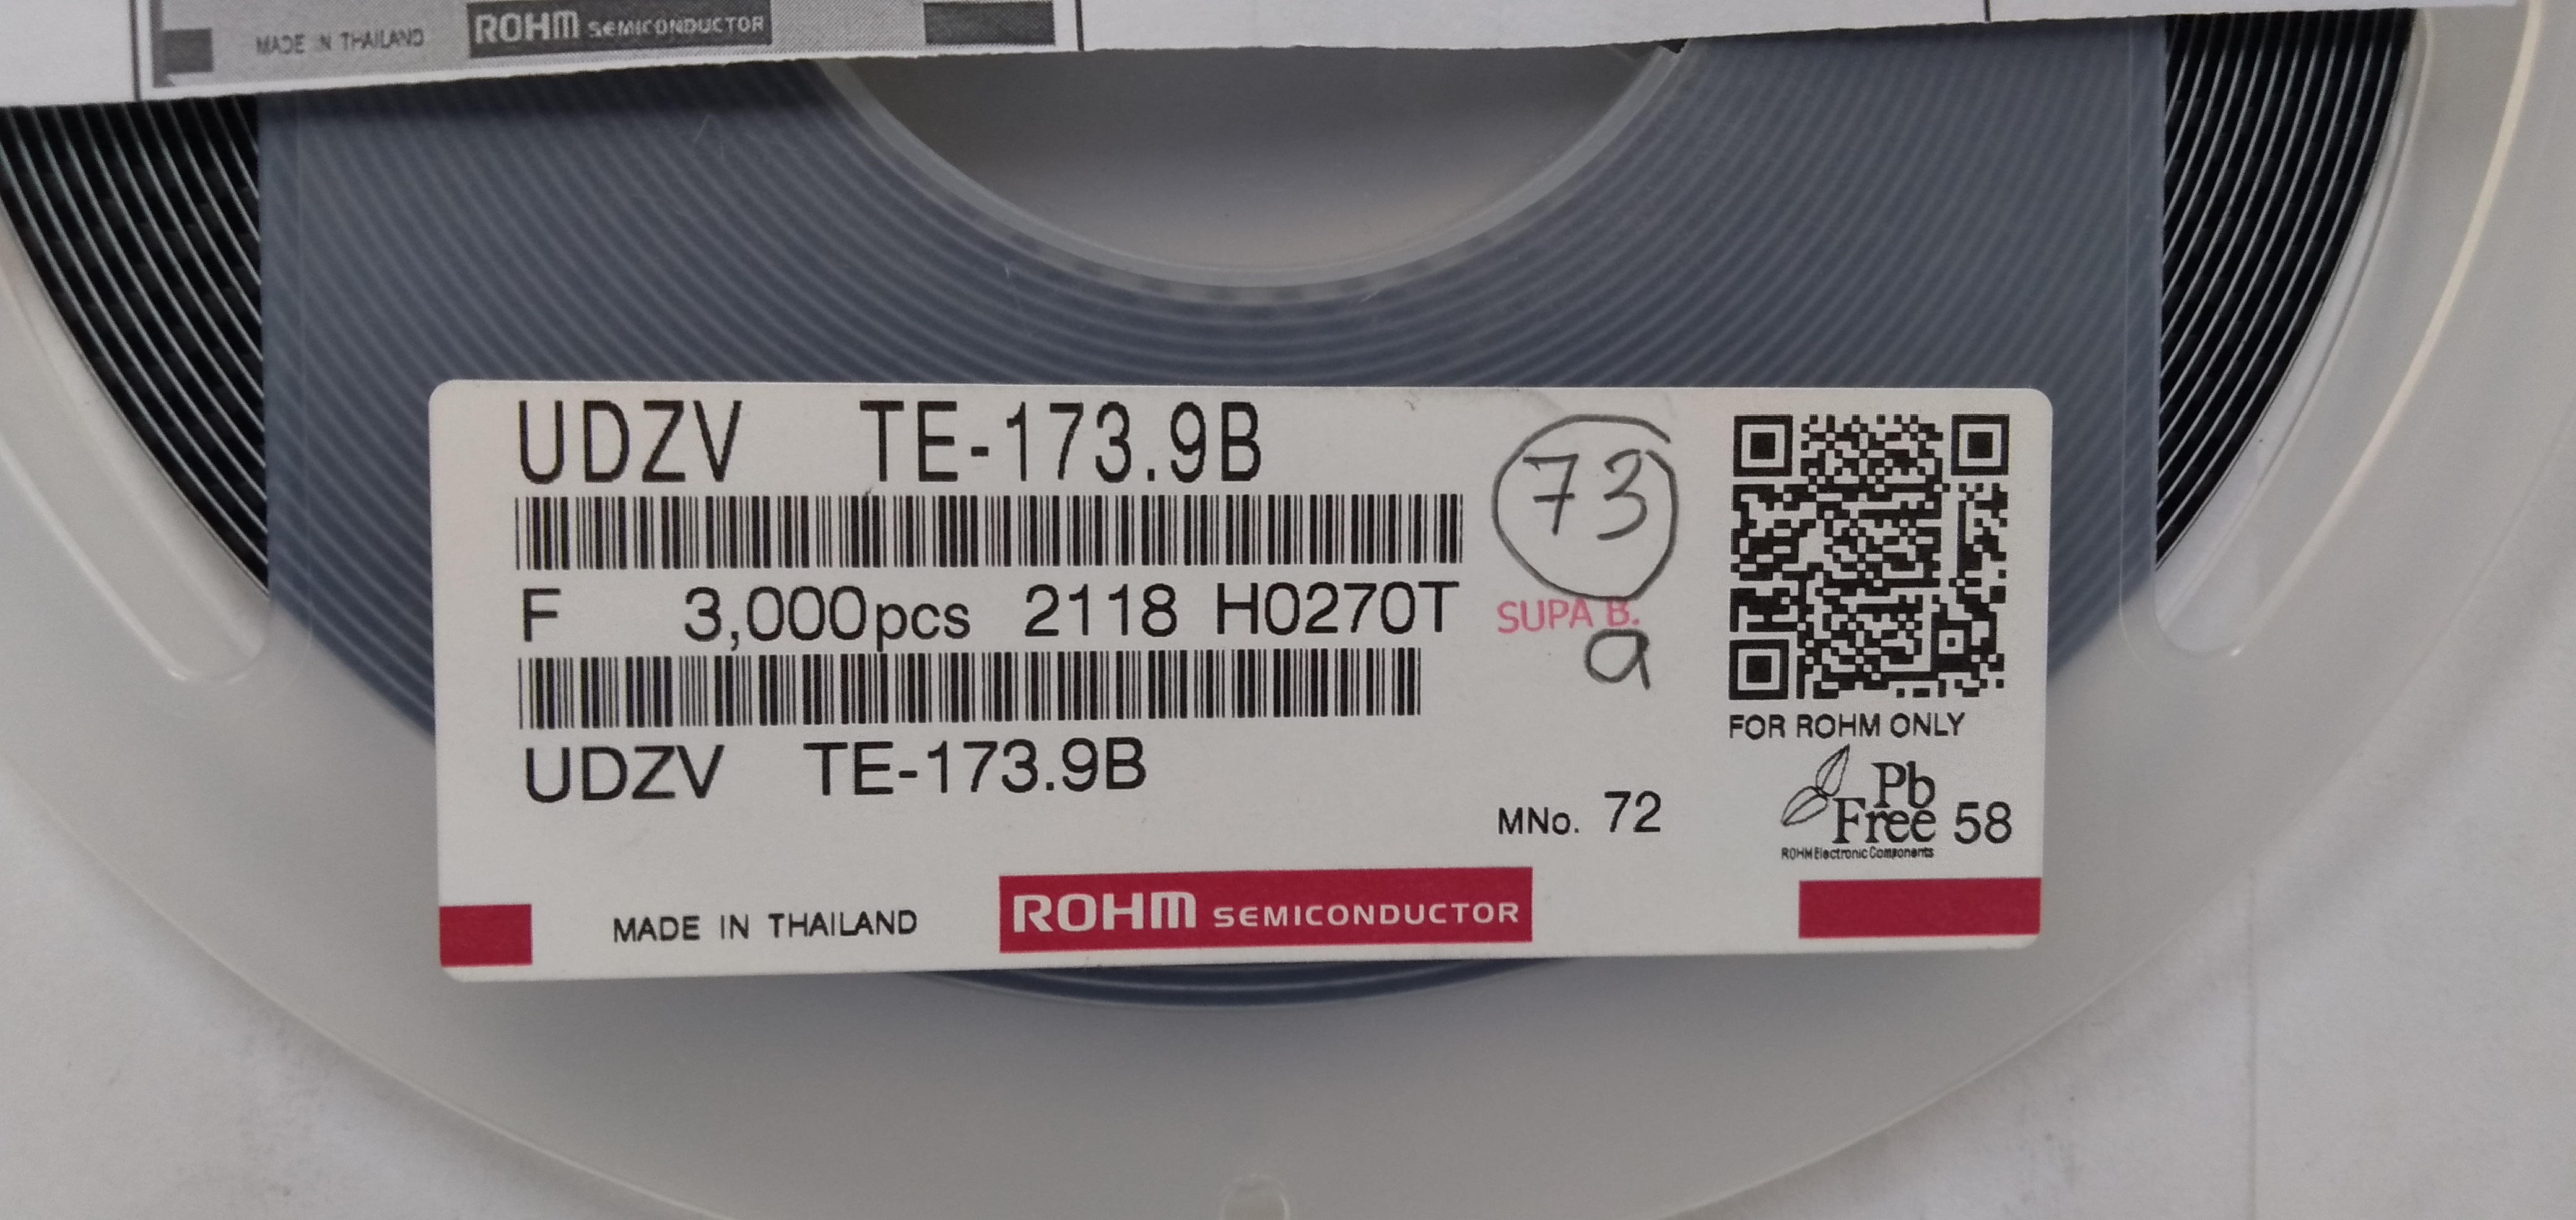 MADE IN THAILAND ROHM SEMICONDUCTOR
UDZV TE-173.9B
73
F 3,000pcs 2118 H0270T
SUPA B.
a
FOR ROHM ONLY
UDZV TE-173.9B
MNo. 72
Pb
Free 58
ROHM Electronic Components
MADE IN THAILAND
ROHM SEMICONDUCTOR